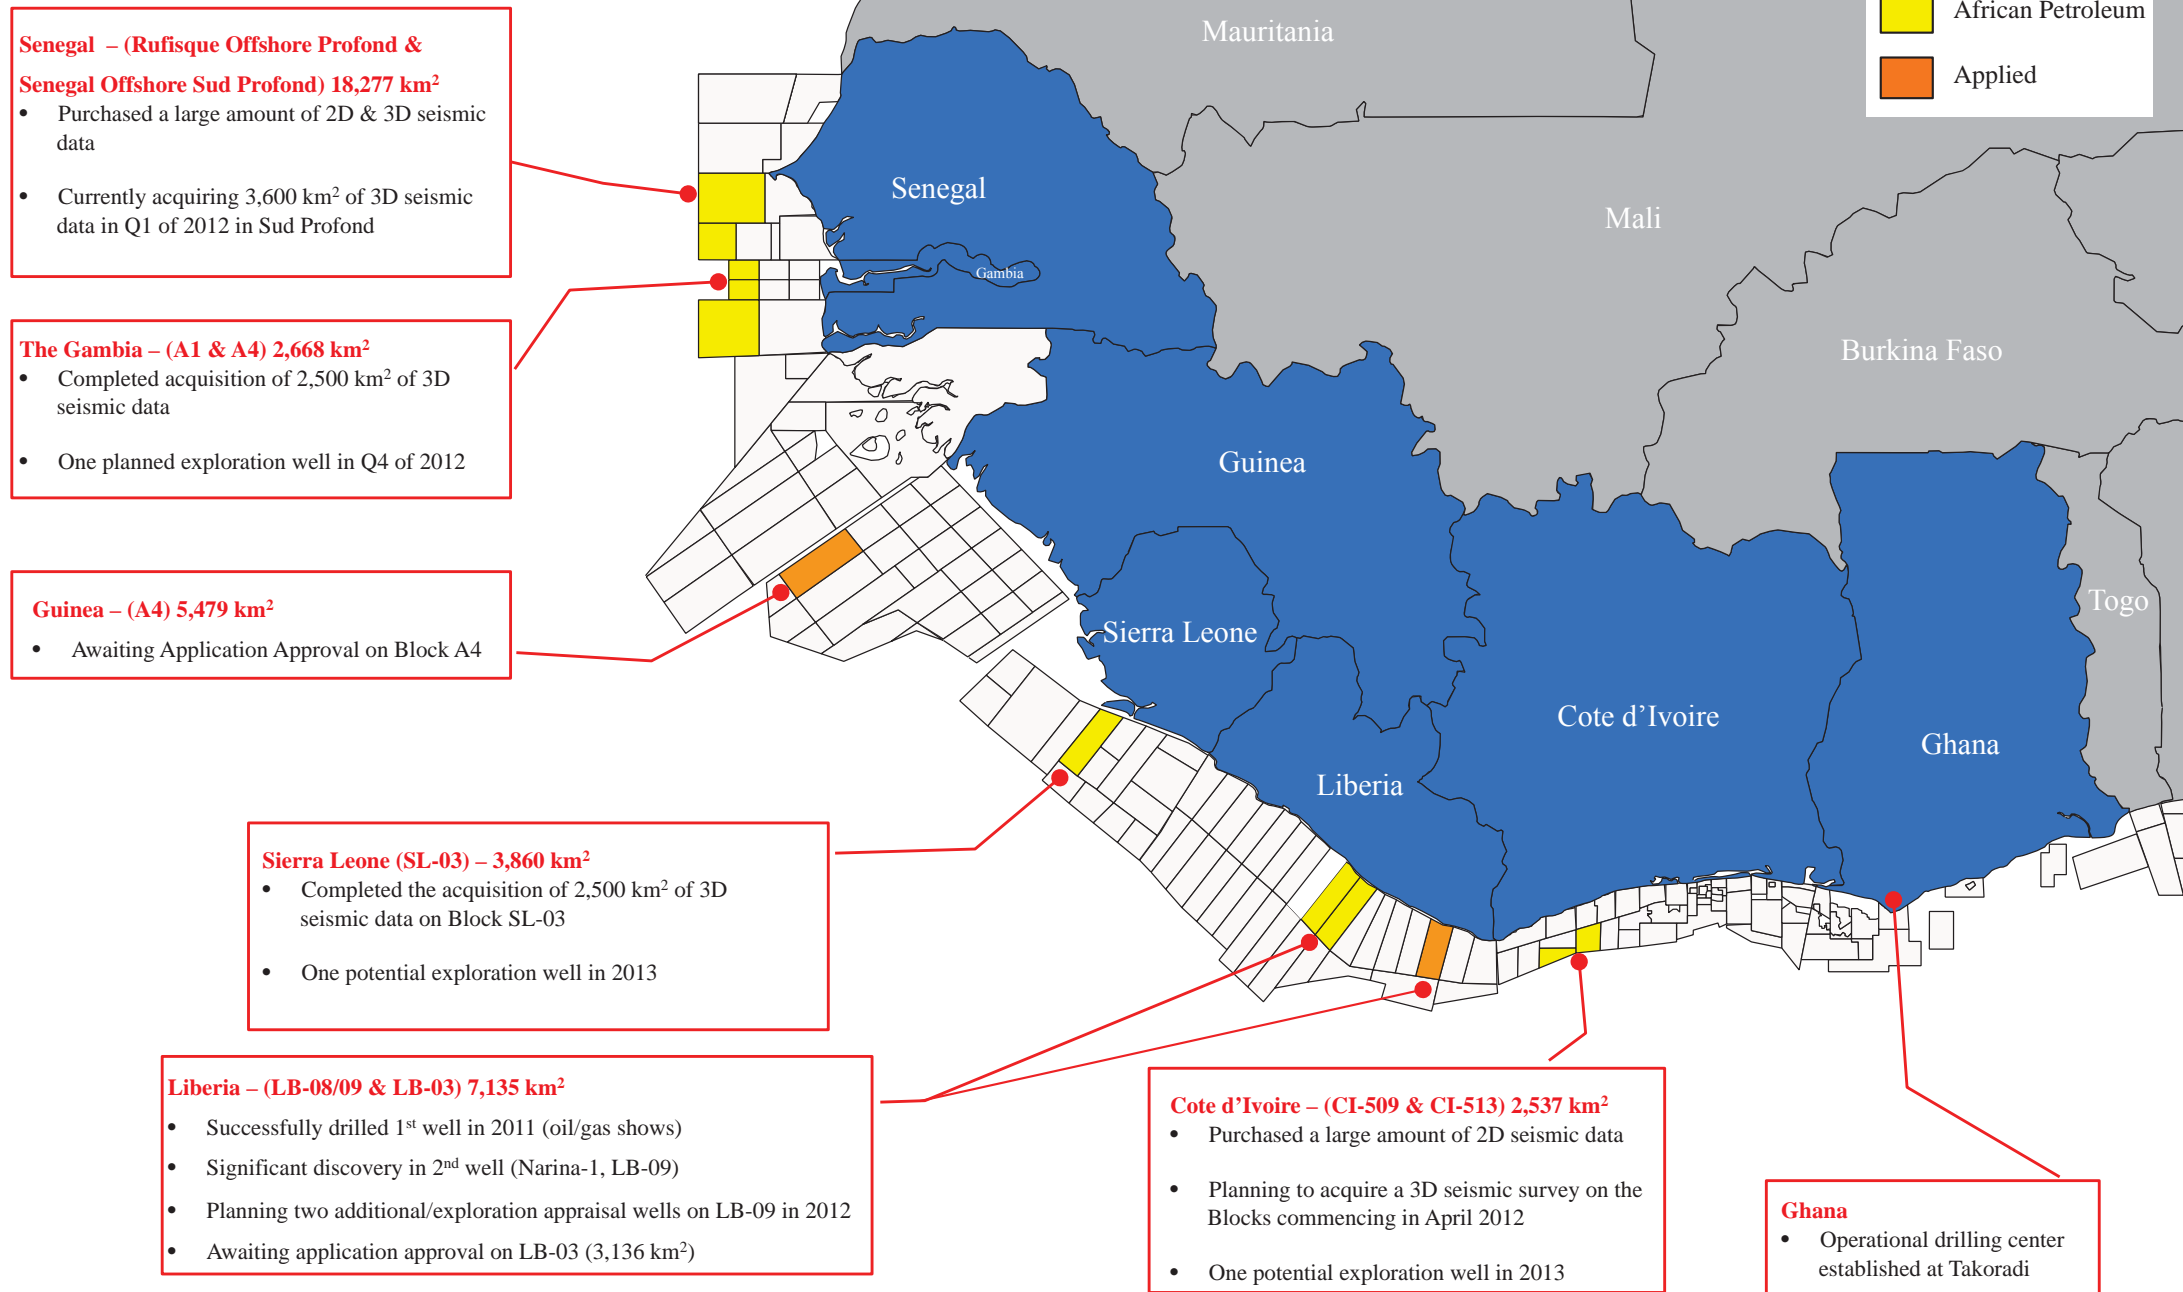 Senegal – (Rufisque Offshore Profond &
Senegal Offshore Sud Profond) 18,277 km²
• Purchased a large amount of 2D & 3D seismic
data
• Currently acquiring 3,600 km² of 3D seismic
data in Q1 of 2012 in Sud Profond
The Gambia – (A1 & A4) 2,668 km²
• Completed acquisition of 2,500 km² of 3D
seismic data
• One planned exploration well in Q4 of 2012
Guinea – (A4) 5,479 km²
• Awaiting Application Approval on Block A4
Sierra Leone (SL-03) – 3,860 km²
• Completed the acquisition of 2,500 km² of 3D
seismic data on Block SL-03
• One potential exploration well in 2013
Liberia – (LB-08/09 & LB-03) 7,135 km²
• Successfully drilled 1st well in 2011 (oil/gas shows)
• Significant discovery in 2nd well (Narina-1, LB-09)
• Planning two additional/exploration appraisal wells on LB-09 in 2012
• Awaiting application approval on LB-03 (3,136 km²)
Cote d’Ivoire – (CI-509 & CI-513) 2,537 km²
• Purchased a large amount of 2D seismic data
• Planning to acquire a 3D seismic survey on the
Blocks commencing in April 2012
• One potential exploration well in 2013
Ghana
• Operational drilling center
established at Takoradi
African Petroleum
Applied
Mauritania
Senegal
Mali
Gambia
Burkina Faso
Guinea
Togo
Sierra Leone
Cote d’Ivoire
Ghana
Liberia